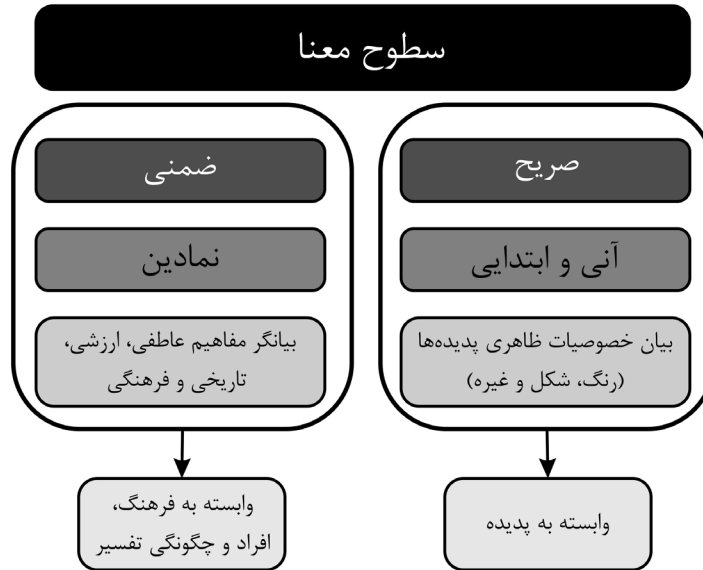 سطوح معنا
صریح
آنی و ابتدایی
بیان خصوصیات ظاهری پدیده‌ها
(رنگ، شکل و غیره)
وابسته به پدیده
ضمنی
نمادین
بیانگر مفاهیم عاطفی، ارزشی،
تاریخی و فرهنگی
وابسته به فرهنگ،
افراد و چگونگی تفسیر